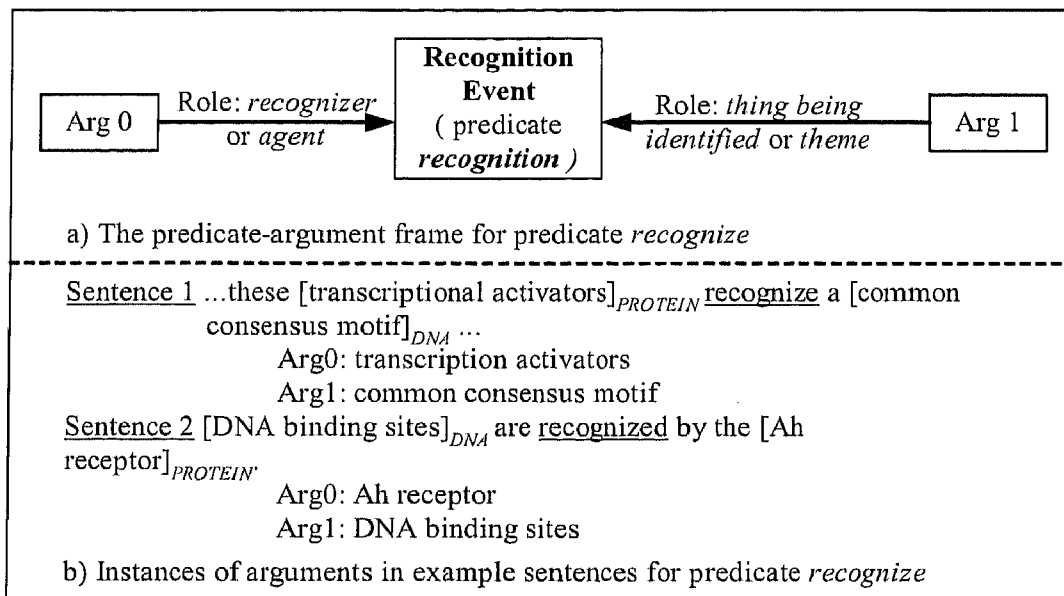 Recognition
Event
( predicate
recognition )
Arg 0
Role: recognizer
or agent
Role: thing being
identified or theme
Arg 1
a) The predicate-argument frame for predicate recognize
Sentence 1 ...these [transcriptional activators]PROTEIN recognize a [common
consensus motif]DNA ...
Arg0: transcription activators
Arg1: common consensus motif
Sentence 2 [DNA binding sites]DNA are recognized by the [Ah
receptor]PROTEIN.
Arg0: Ah receptor
Arg1: DNA binding sites
b) Instances of arguments in example sentences for predicate recognize